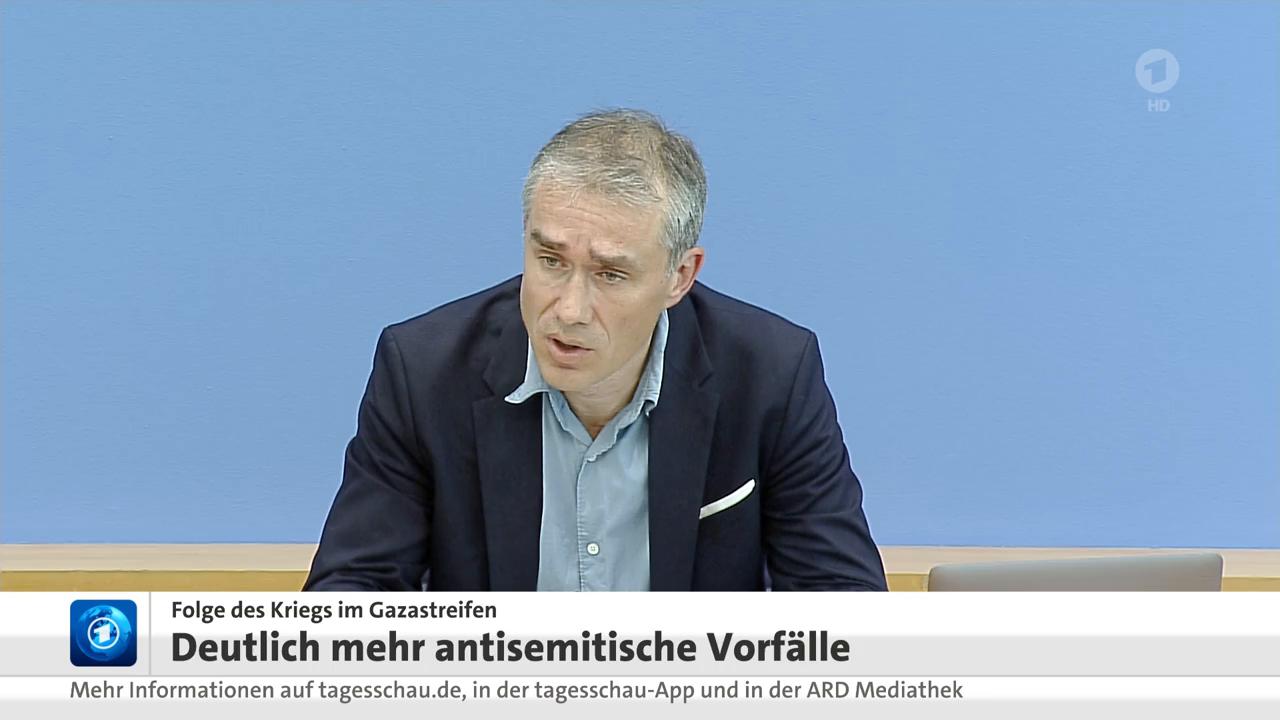 HD
Folge des Kriegs im Gazastreifen
Deutlich mehr antisemitische Vorfälle
Mehr Informationen auf tagesschau.de, in der tagesschau-App und in der ARD Mediathek